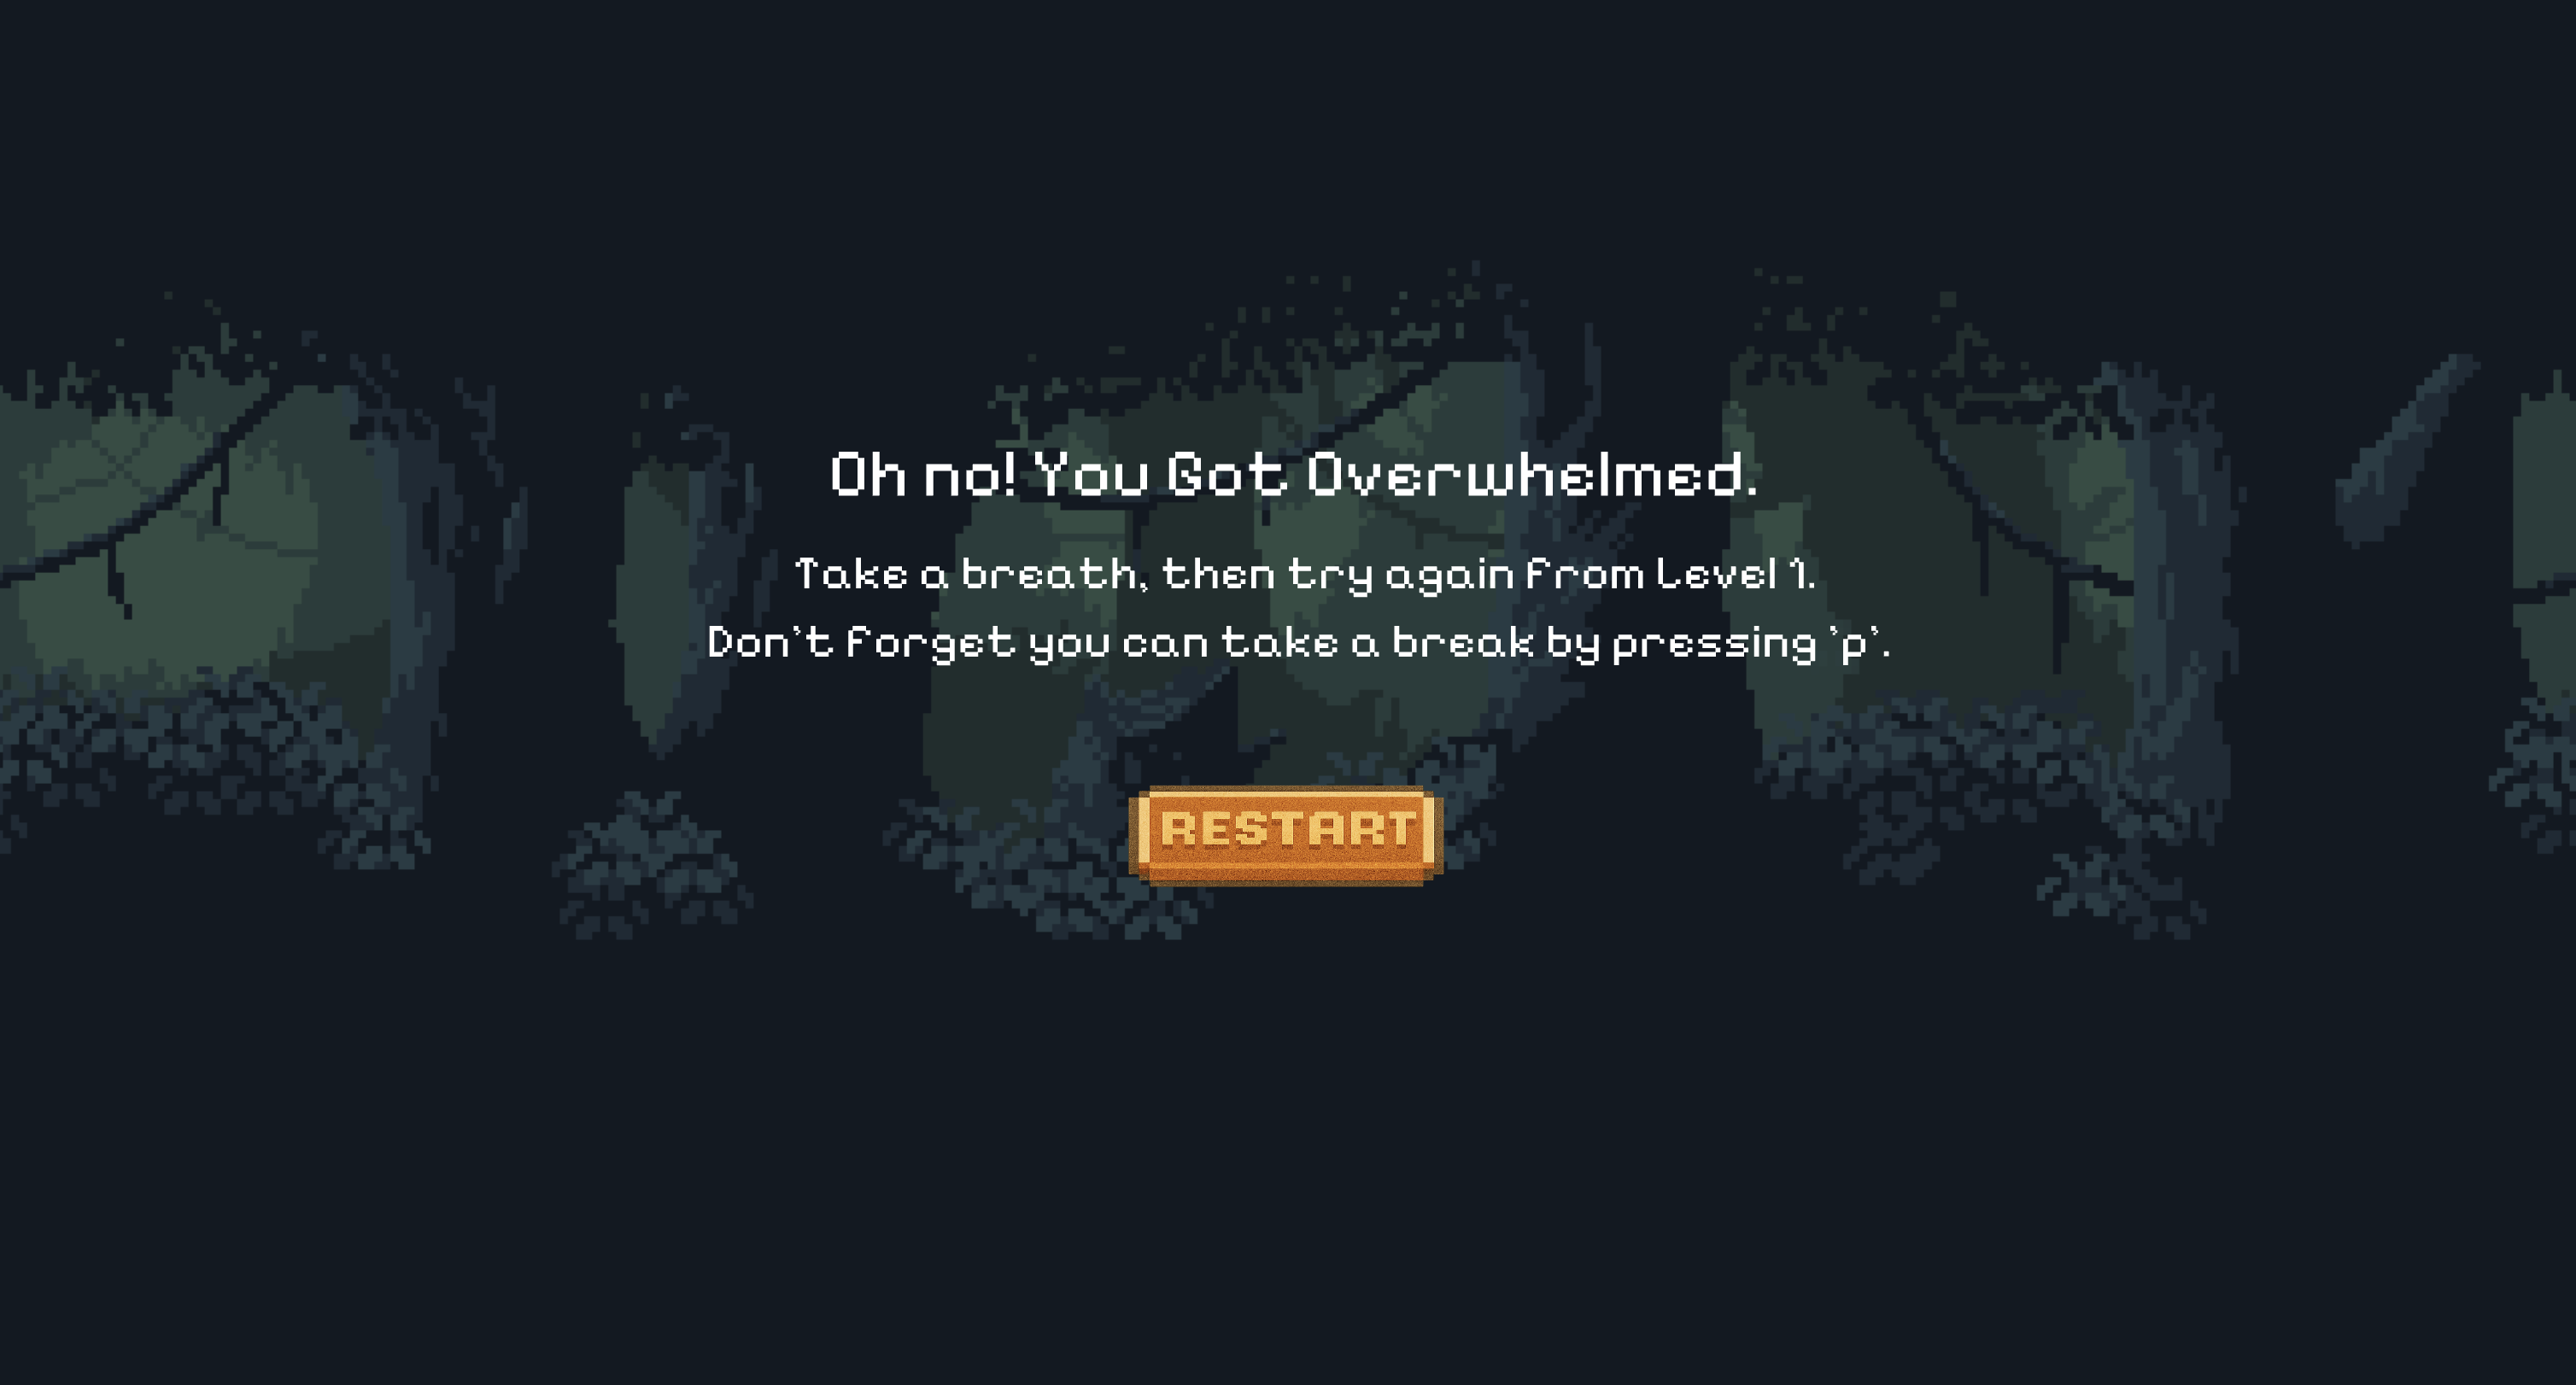 Oh no! You Got Overwhelmed.
Take a breath, then try again from Level 1.
Don't forget you can take a break by pressing 'p'.
RESTART